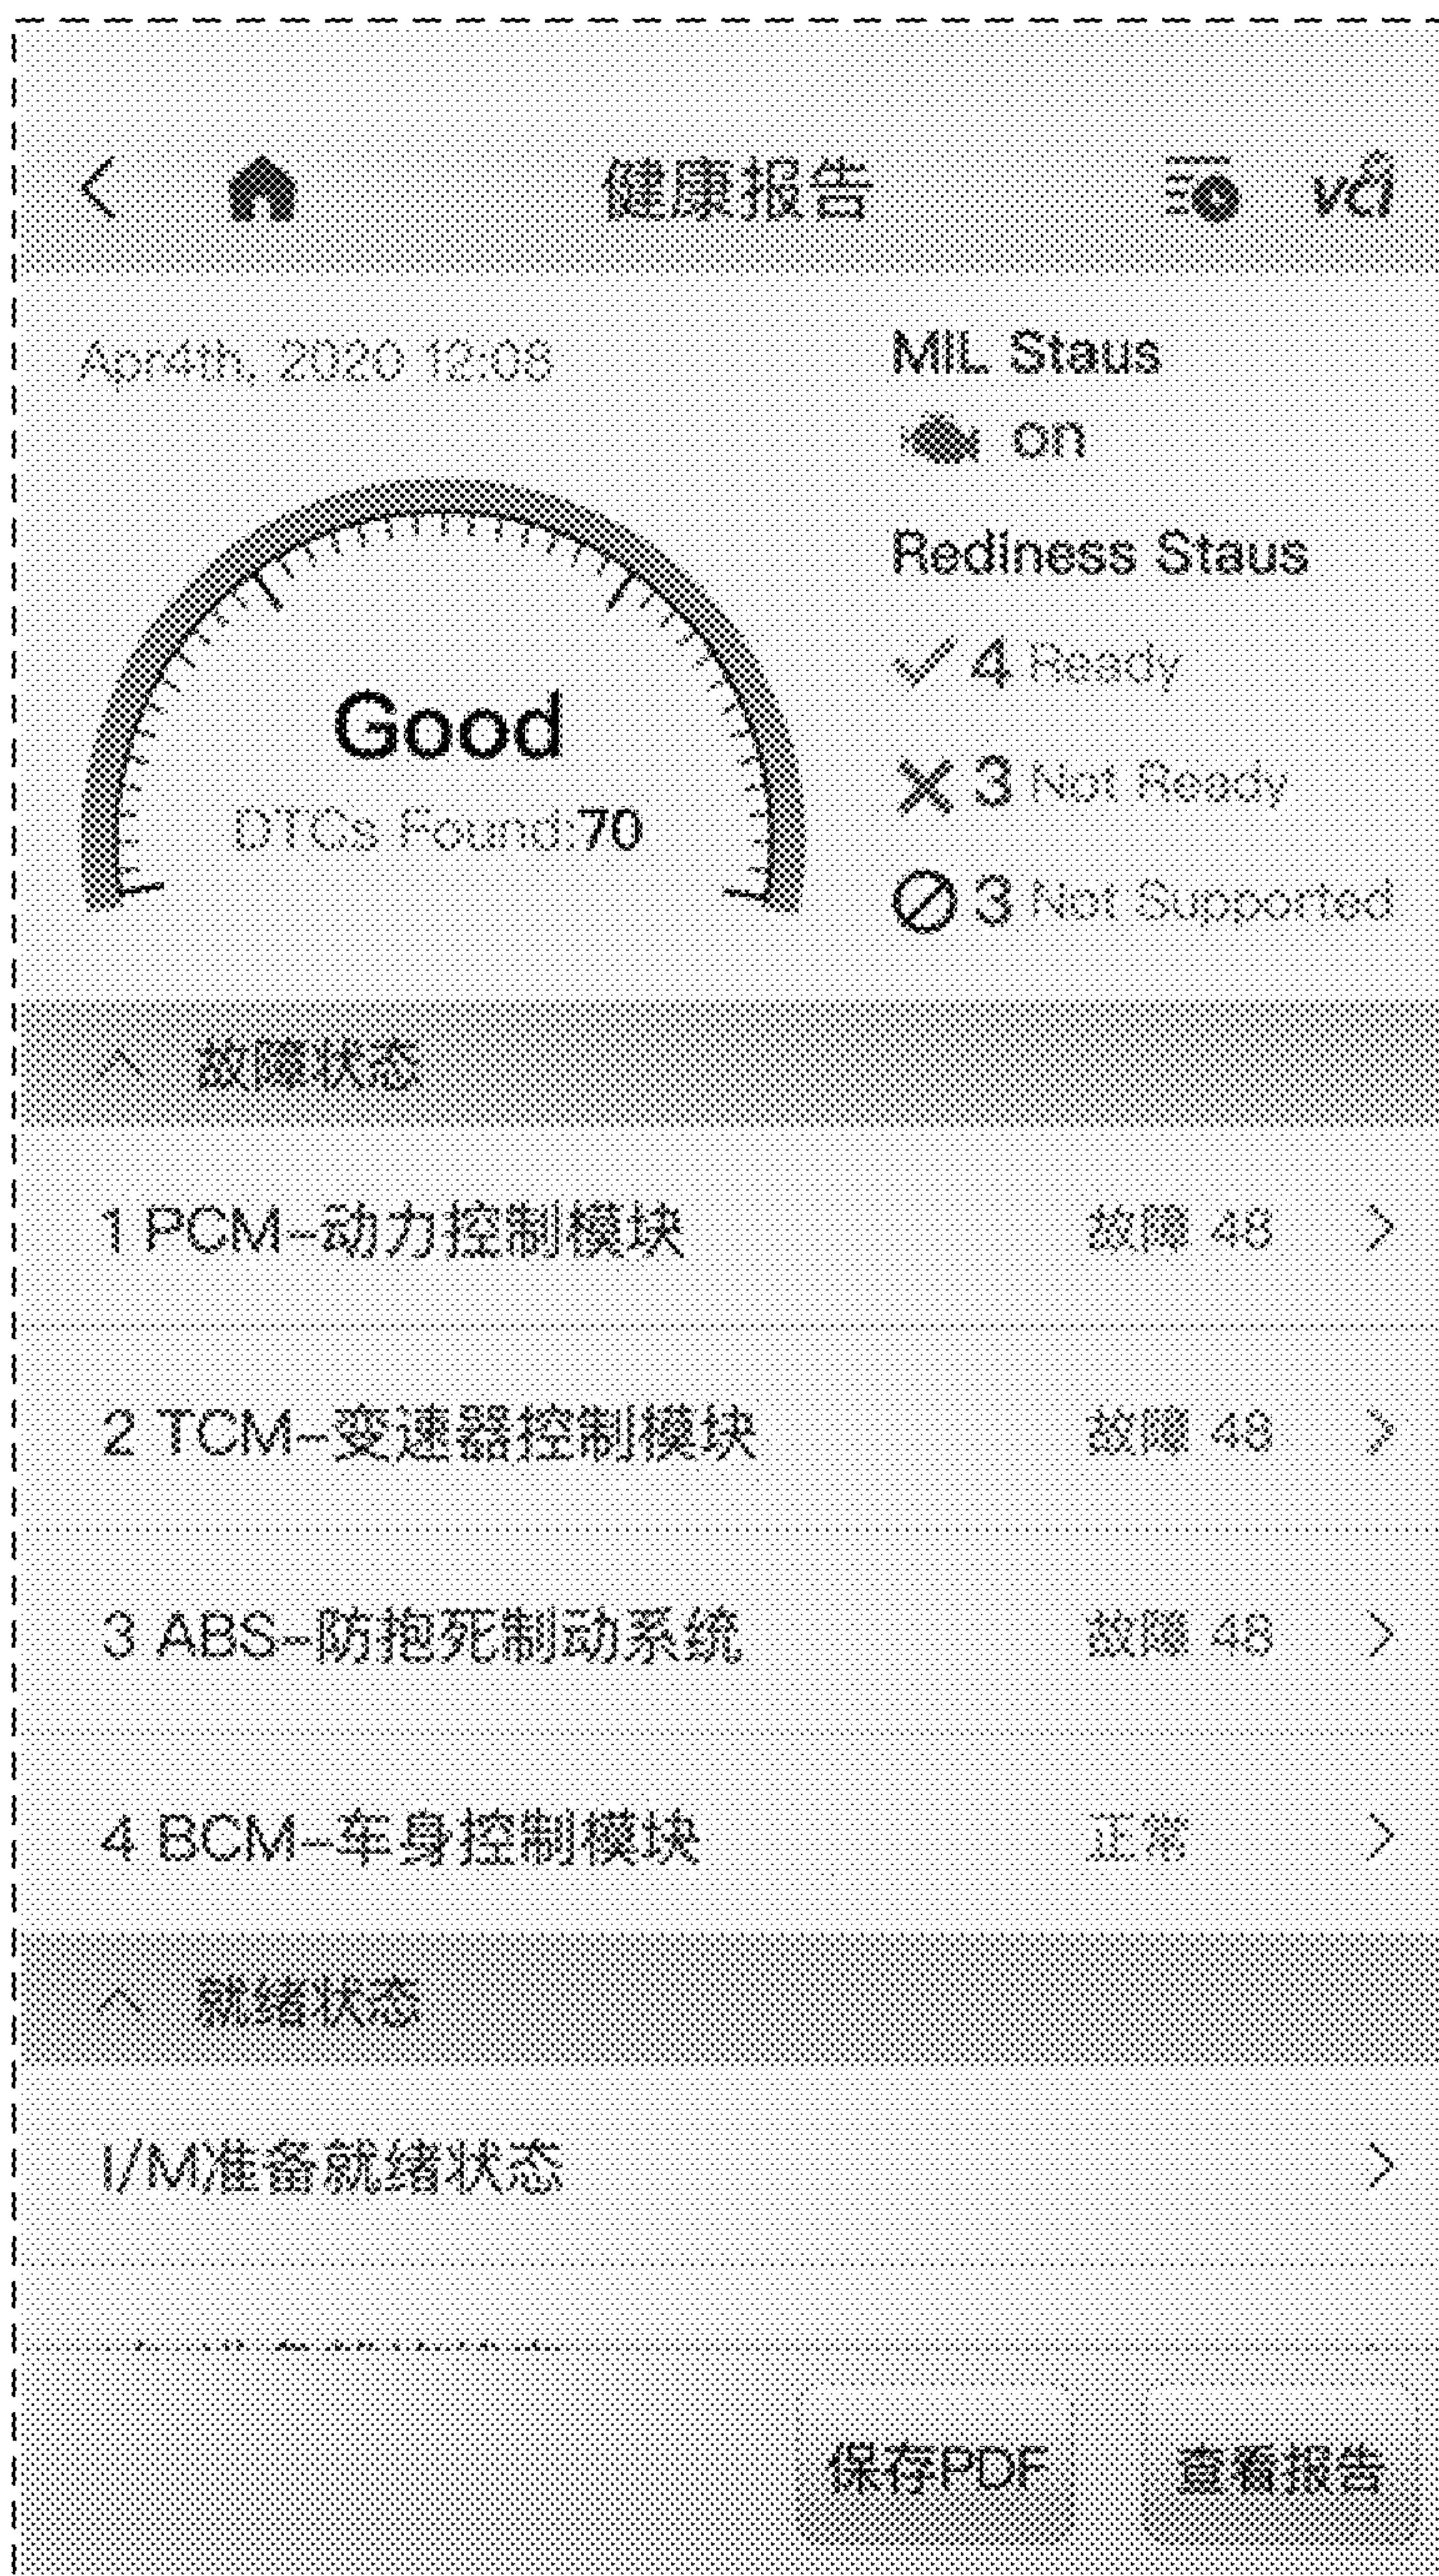 健康报告
vci
Apr4th, 2020 12:08
MIL Staus
on
Rediness Staus
4 Ready
3 Not Ready
3 Not Supported
Good
DTCs Found:70
故障状态
1 PCM-动力控制模块 故障 48
2 TCM-变速器控制模块 故障 48
3 ABS-防抱死制动系统 故障 48
4 BCM-车身控制模块 正常
就绪状态
I/M准备就绪状态
保存PDF 查看报告